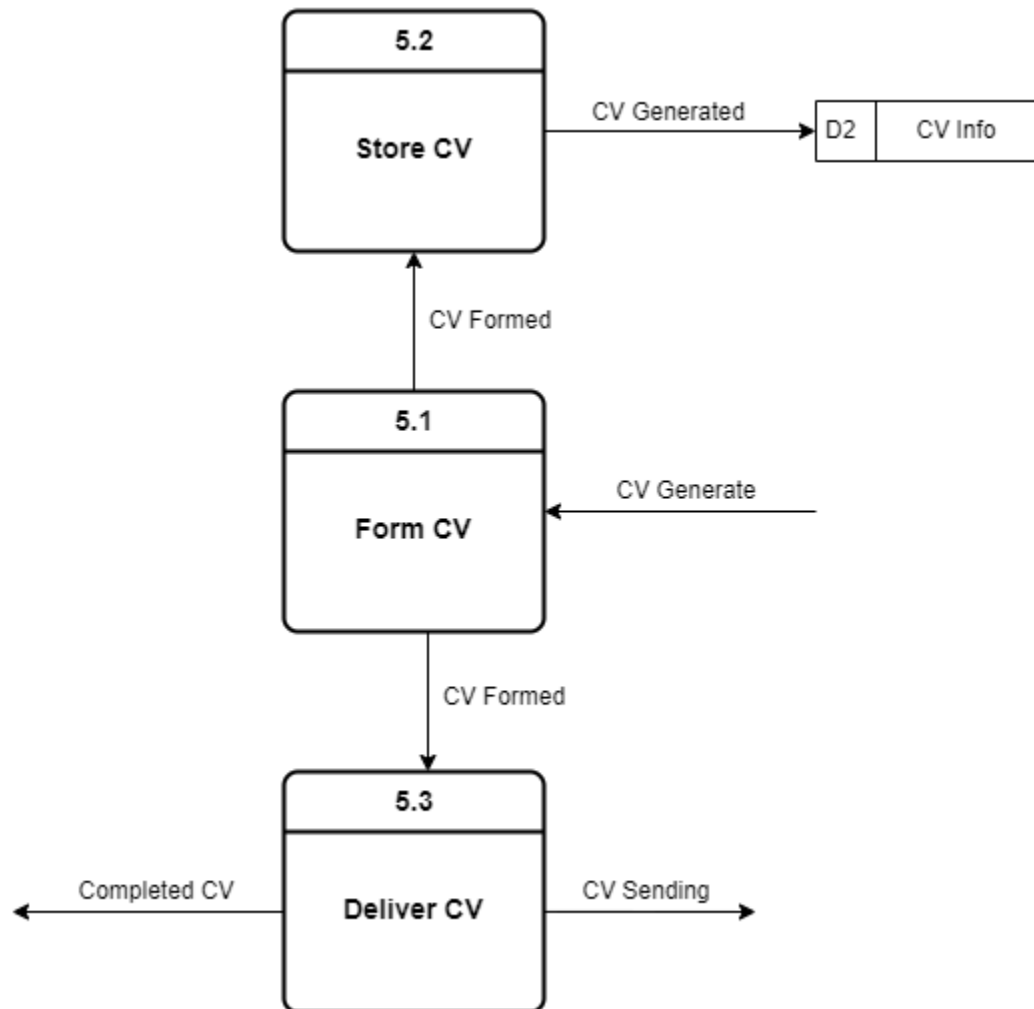 5.2
Store CV
CV Generated
D2
CV Info
CV Formed
5.1
Form CV
CV Generate
CV Formed
5.3
Deliver CV
Completed CV
CV Sending